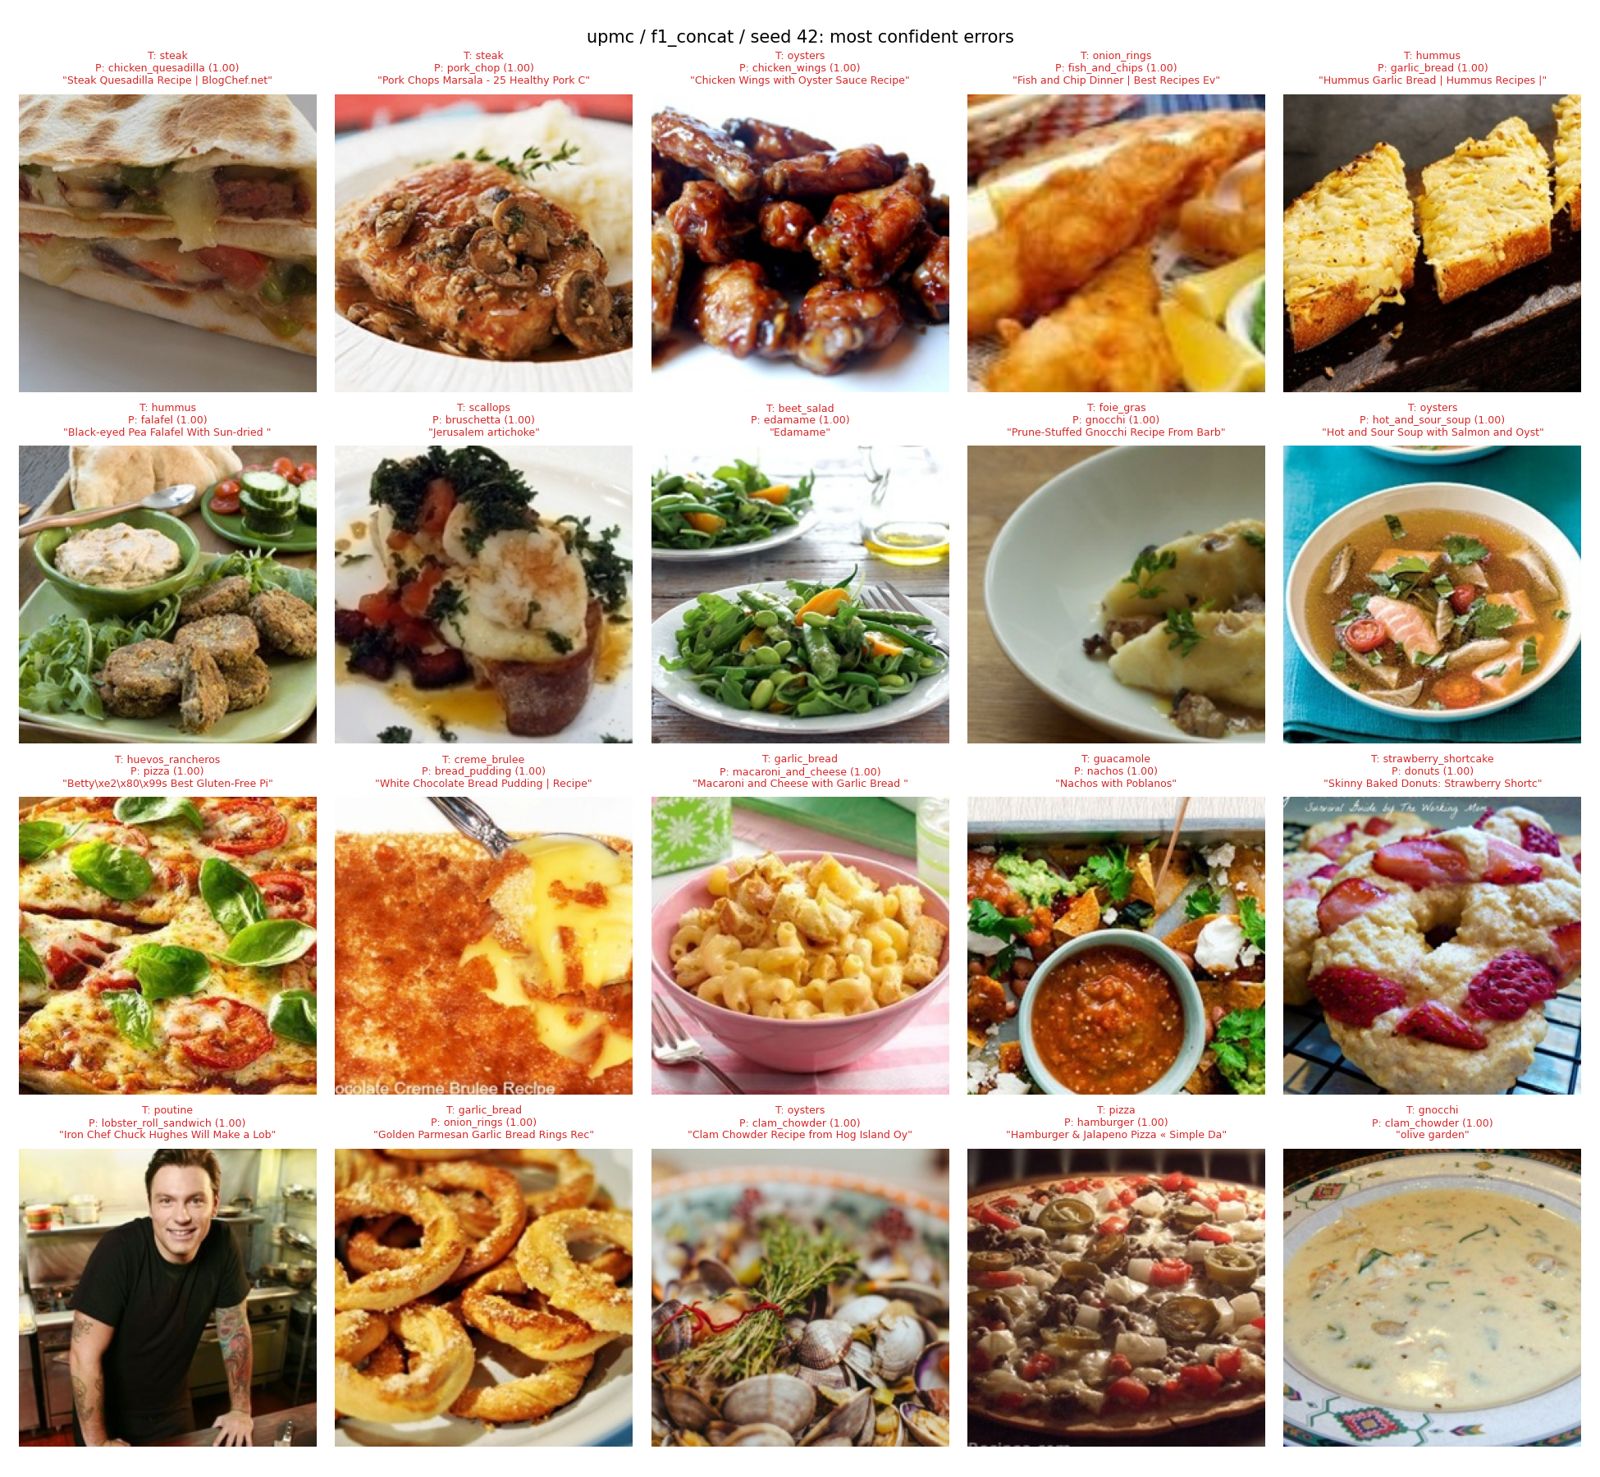 upmc / f1_concat / seed 42: most confident errors
T: steak
P: chicken_quesadilla (1.00)
"Steak Quesadilla Recipe | BlogChef.net"
T: steak
P: pork_chop (1.00)
"Pork Chops Marsala - 25 Healthy Pork C"
T: oysters
P: chicken_wings (1.00)
"Chicken Wings with Oyster Sauce Recipe"
T: onion_rings
P: fish_and_chips (1.00)
"Fish and Chip Dinner | Best Recipes Ev"
T: hummus
P: garlic_bread (1.00)
"Hummus Garlic Bread | Hummus Recipes |"
T: hummus
P: falafel (1.00)
"Black-eyed Pea Falafel With Sun-dried "
T: scallops
P: bruschetta (1.00)
"Jerusalem artichoke"
T: beet_salad
P: edamame (1.00)
"Edamame"
T: foie_gras
P: gnocchi (1.00)
"Prune-Stuffed Gnocchi Recipe From Barb"
T: oysters
P: hot_and_sour_soup (1.00)
"Hot and Sour Soup with Salmon and Oyst"
T: huevos_rancheros
P: pizza (1.00)
"Betty\xe2\x80\x99s Best Gluten-Free Pi"
T: creme_brulee
P: bread_pudding (1.00)
"White Chocolate Bread Pudding | Recipe"
ocolate Creme Brulee Recipe
T: garlic_bread
P: macaroni_and_cheese (1.00)
"Macaroni and Cheese with Garlic Bread "
T: guacamole
P: nachos (1.00)
"Nachos with Poblanos"
T: strawberry_shortcake
P: donuts (1.00)
"Skinny Baked Donuts: Strawberry Shortc"
Survival Guide by The Working Mom
T: poutine
P: lobster_roll_sandwich (1.00)
"Iron Chef Chuck Hughes Will Make a Lob"
T: garlic_bread
P: onion_rings (1.00)
"Golden Parmesan Garlic Bread Rings Rec"
T: oysters
P: clam_chowder (1.00)
"Clam Chowder Recipe from Hog Island Oy"
T: pizza
P: hamburger (1.00)
"Hamburger & Jalapeno Pizza « Simple Da"
T: gnocchi
P: clam_chowder (1.00)
"olive garden"